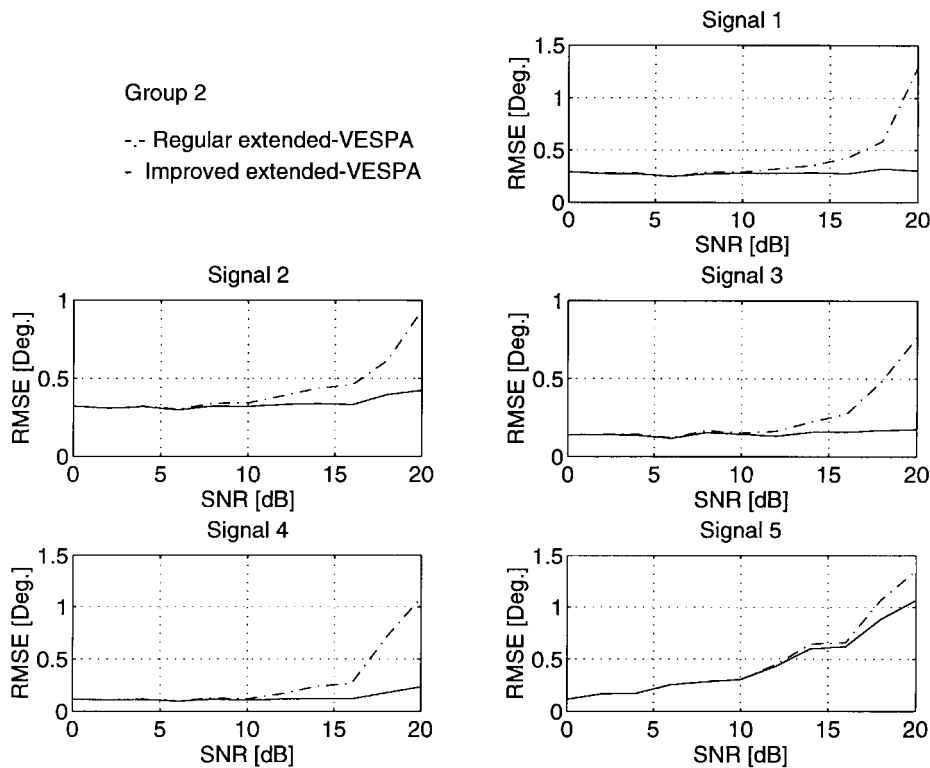 Group 2
-.- Regular extended-VESPA
- Improved extended-VESPA
Signal 1
RMSE [Deg.]
1.5
1
0.5
0
0 5 10 15 20
SNR [dB]
Signal 2
RMSE [Deg.]
1
0.5
0
0 5 10 15 20
SNR [dB]
Signal 3
RMSE [Deg.]
1
0.5
0
0 5 10 15 20
SNR [dB]
Signal 4
RMSE [Deg.]
1.5
1
0.5
0
0 5 10 15 20
SNR [dB]
Signal 5
RMSE [Deg.]
1.5
1
0.5
0
0 5 10 15 20
SNR [dB]